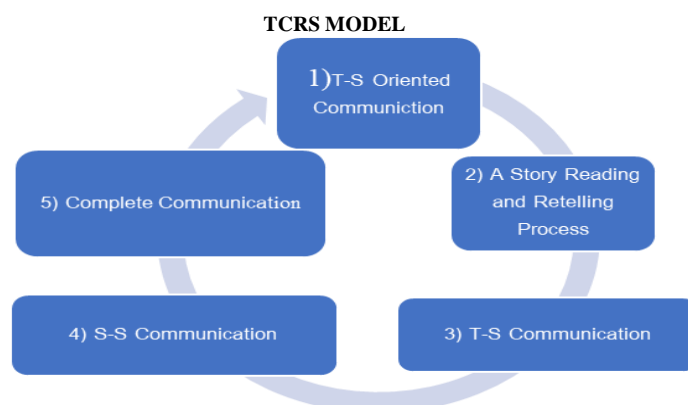 TCRS MODEL
1)T-S Oriented
Communiction
2) A Story Reading
and Retelling
Process
3) T-S Communication
4) S-S Communication
5) Complete Communication